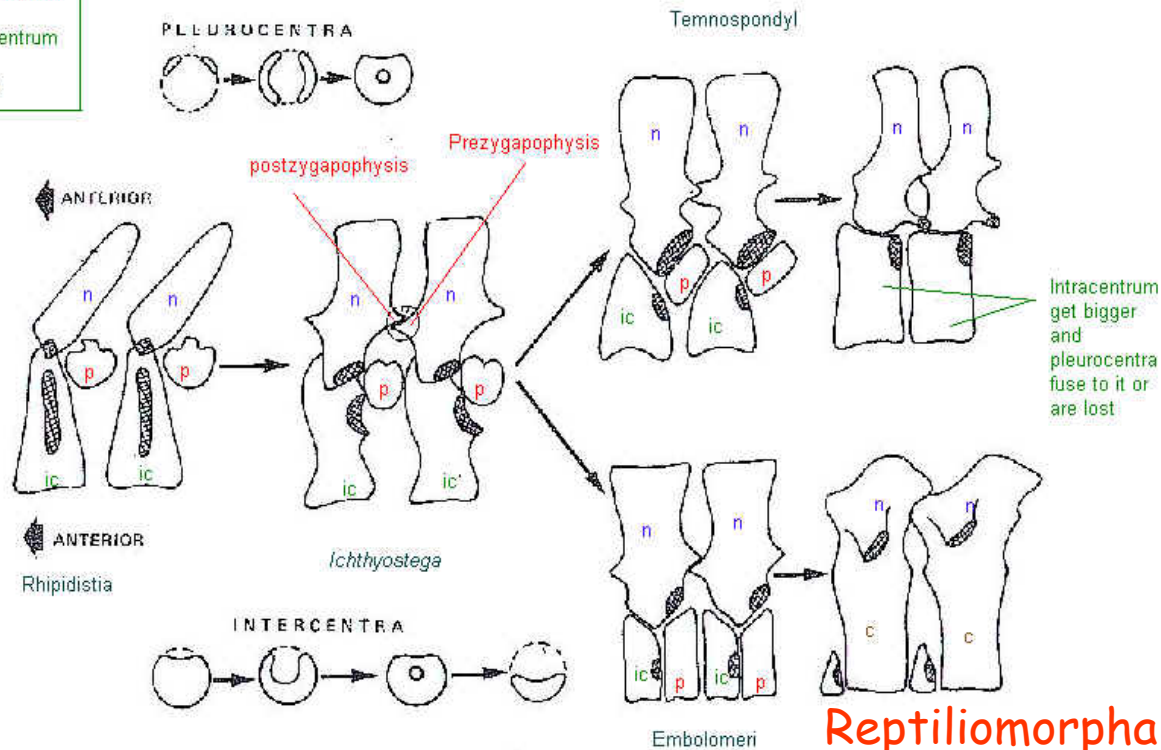 entrum
PLEUROCENTRA
Temnospondyl
n
n
n
n
p
p
ic
ic
Prezygapophysis
postzygapophysis
ANTERIOR
n
n
p
p
ic
ic
n
n
p
p
ic
ic'
Intracentrum
get bigger
and
pleurocentra
fuse to it or
are lost
ANTERIOR
Rhipidistia
Ichthyostega
INTERCENTRA
n
n
ic
p
ic
p
n
n
c
c
Embolomeri
Reptiliomorpha